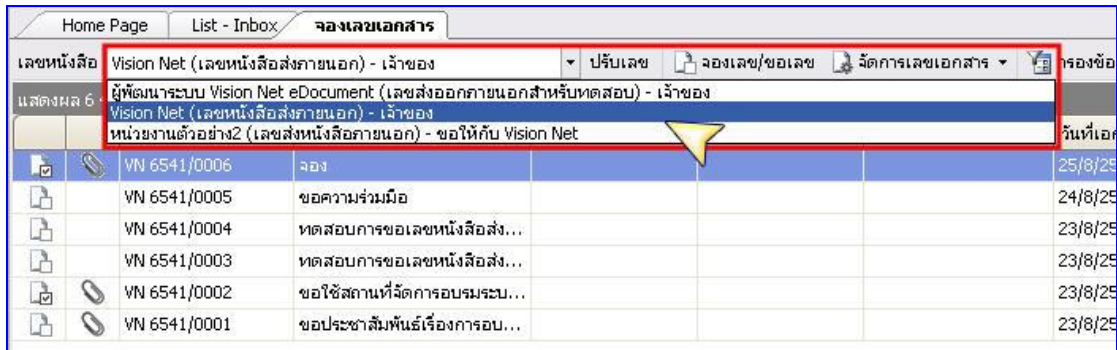 Home Page List - Inbox จองเลขเอกสาร
เลขหนังสือ Vision Net (เลขหนังสือส่งภายนอก) - เจ้าของ ปรับเลข จองเลข/ขอเลข จัดการเลขเอกสาร กรองข้อ
แสดงผล 6 ผู้พัฒนาระบบ Vision Net eDocument (เลขส่งออกภายนอกสำหรับทดสอบ) - เจ้าของ
Vision Net (เลขหนังสือส่งภายนอก) - เจ้าของ
หน่วยงานตัวอย่าง2 (เลขส่งหนังสือภายนอก) - ขอให้กับ Vision Net วันที่เอก
VN 6541/0006 จอง 25/8/25
VN 6541/0005 ขอความร่วมมือ 24/8/25
VN 6541/0004 ทดสอบการขอเลขหนังสือส่ง... 23/8/25
VN 6541/0003 ทดสอบการขอเลขหนังสือส่ง... 23/8/25
VN 6541/0002 ขอใช้สถานที่จัดการอบรมระบ... 23/8/25
VN 6541/0001 ขอประชาสัมพันธ์เรื่องการอบ... 23/8/25